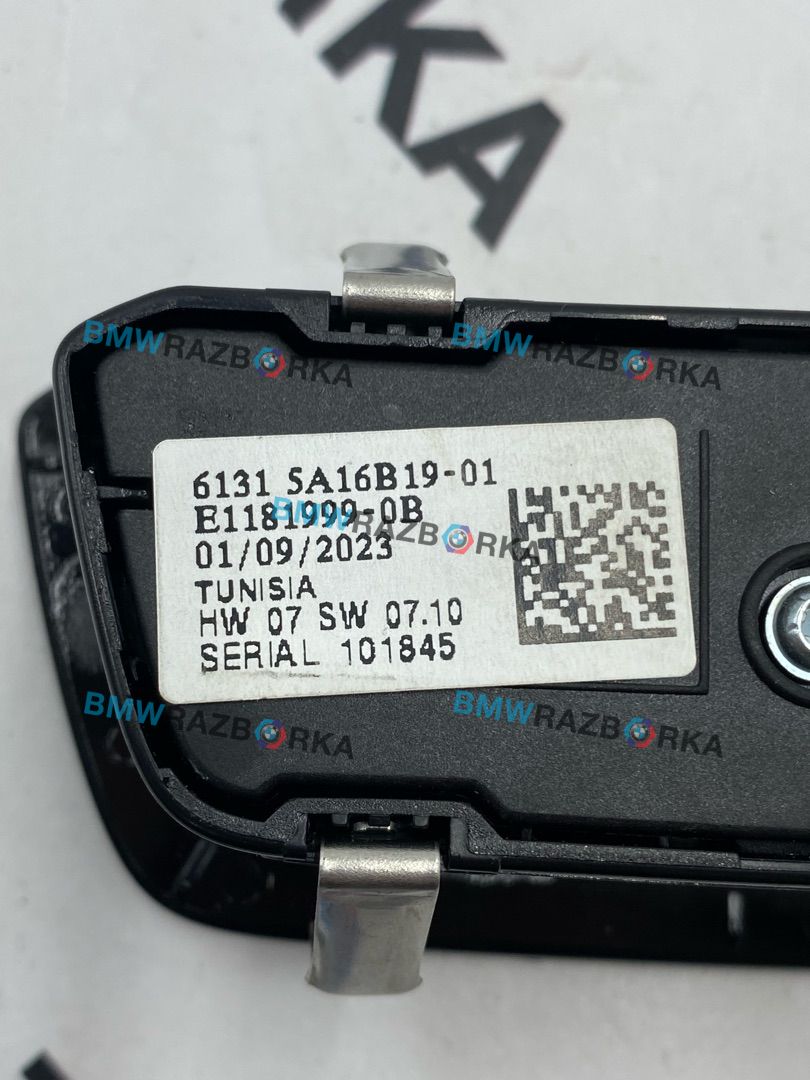 ИКА
BMWRAZBORKA
BMWRAZBORKA
6131 5A16B19-01
E1181999-0B
BMWRAZBORKA
01/09/2023
TUNISIA
HW 07 SW 07.10
SERIAL 101845
BMWRAZBORKA
BMWRAZBORKA